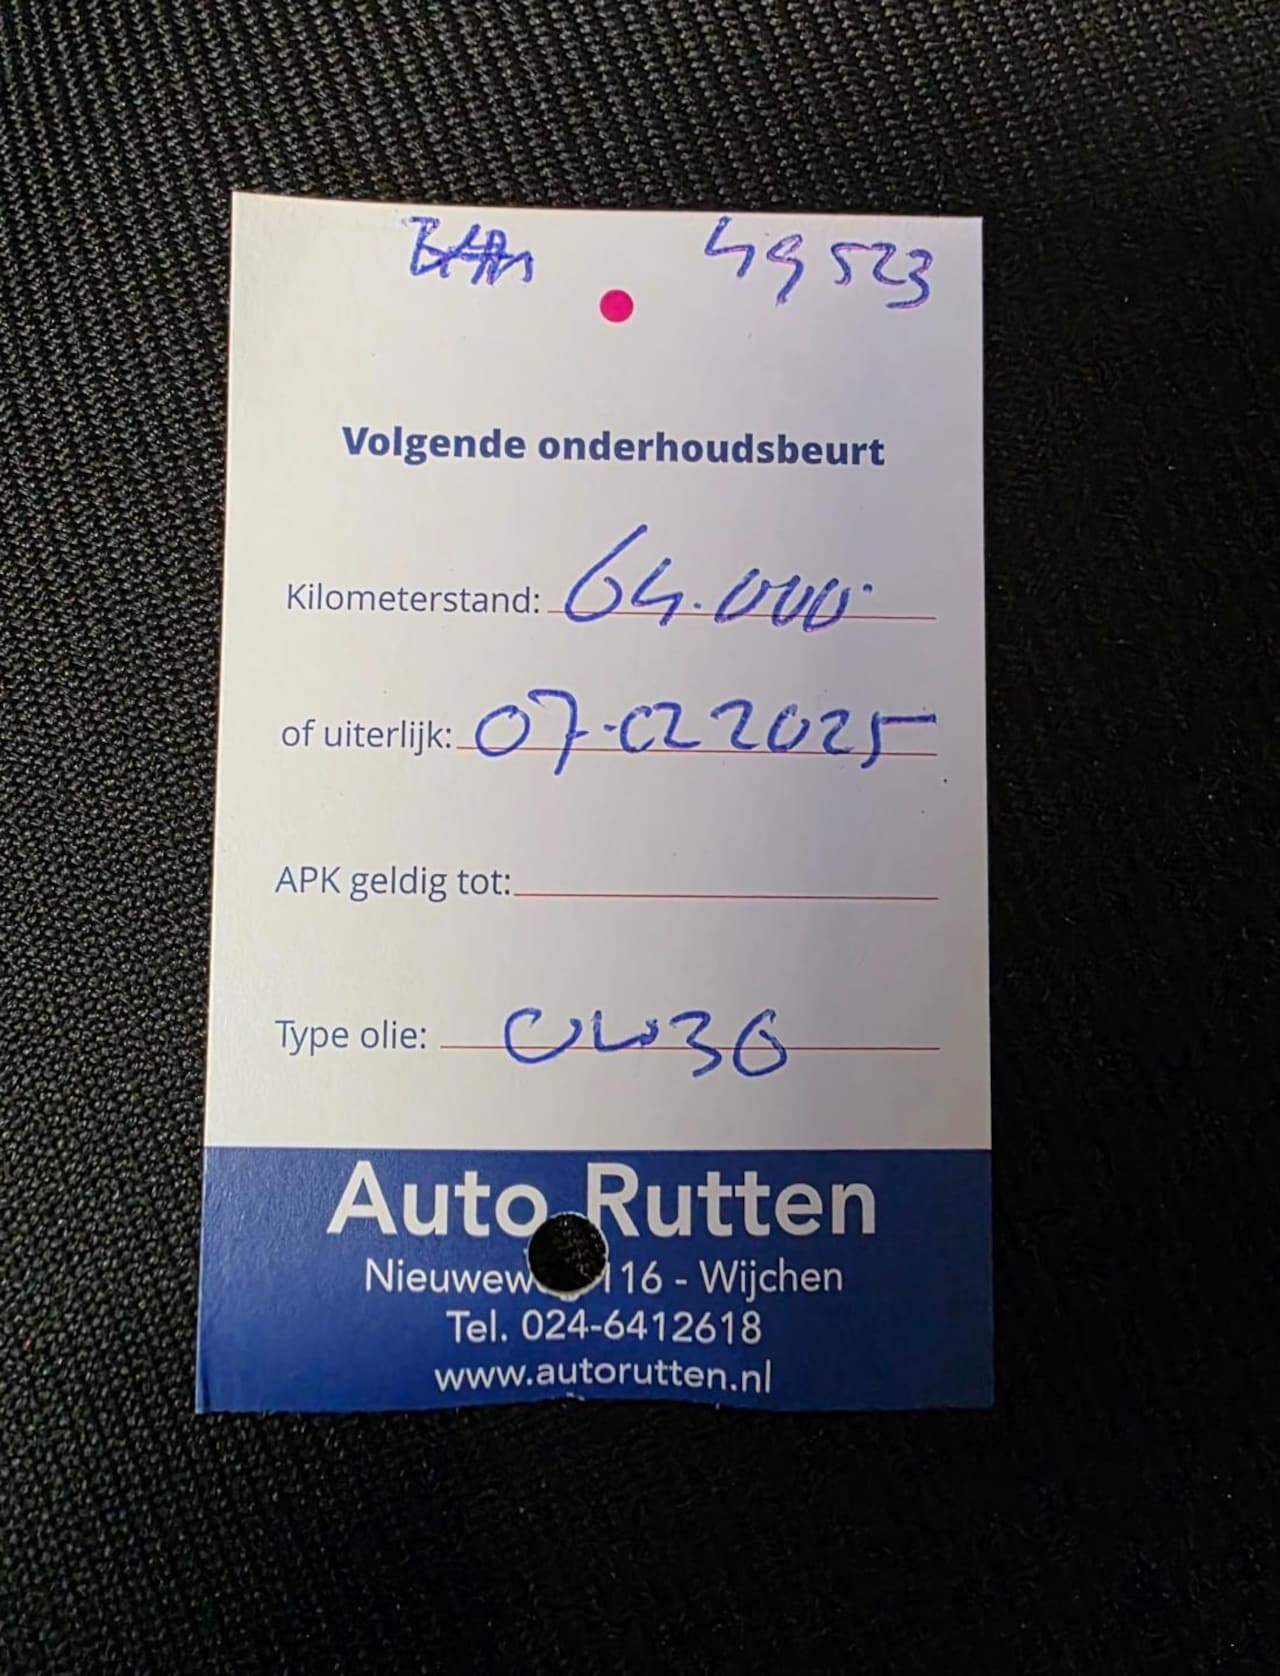 49523
Volgende onderhoudsbeurt
Kilometerstand: 64.000
of uiterlijk: 07-02 2025
APK geldig tot:
Type olie: 0W30
Auto Rutten
116 - Wijchen
Tel. 024-6412618
www.autorutten.nl